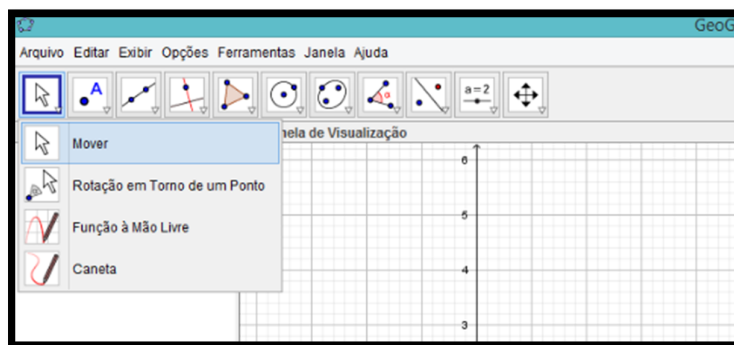 GeoG
Arquivo Editar Exibir Opções Ferramentas Janela Ajuda
A
α
a=2
nela de Visualização
Mover
Rotação em Torno de um Ponto
Função à Mão Livre
Caneta
6
5
4
3